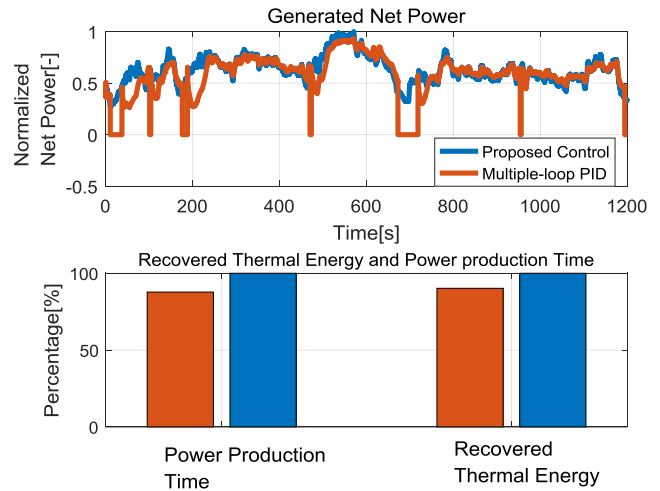 Generated Net Power
Normalized
Net Power[-]
1
0.5
0
-0.5
Proposed Control
Multiple-loop PID
0
200
400
600
800
1000
1200
Time[s]
Recovered Thermal Energy and Power production Time
Percentage[%]
100
50
0
Power Production
Time
Recovered
Thermal Energy